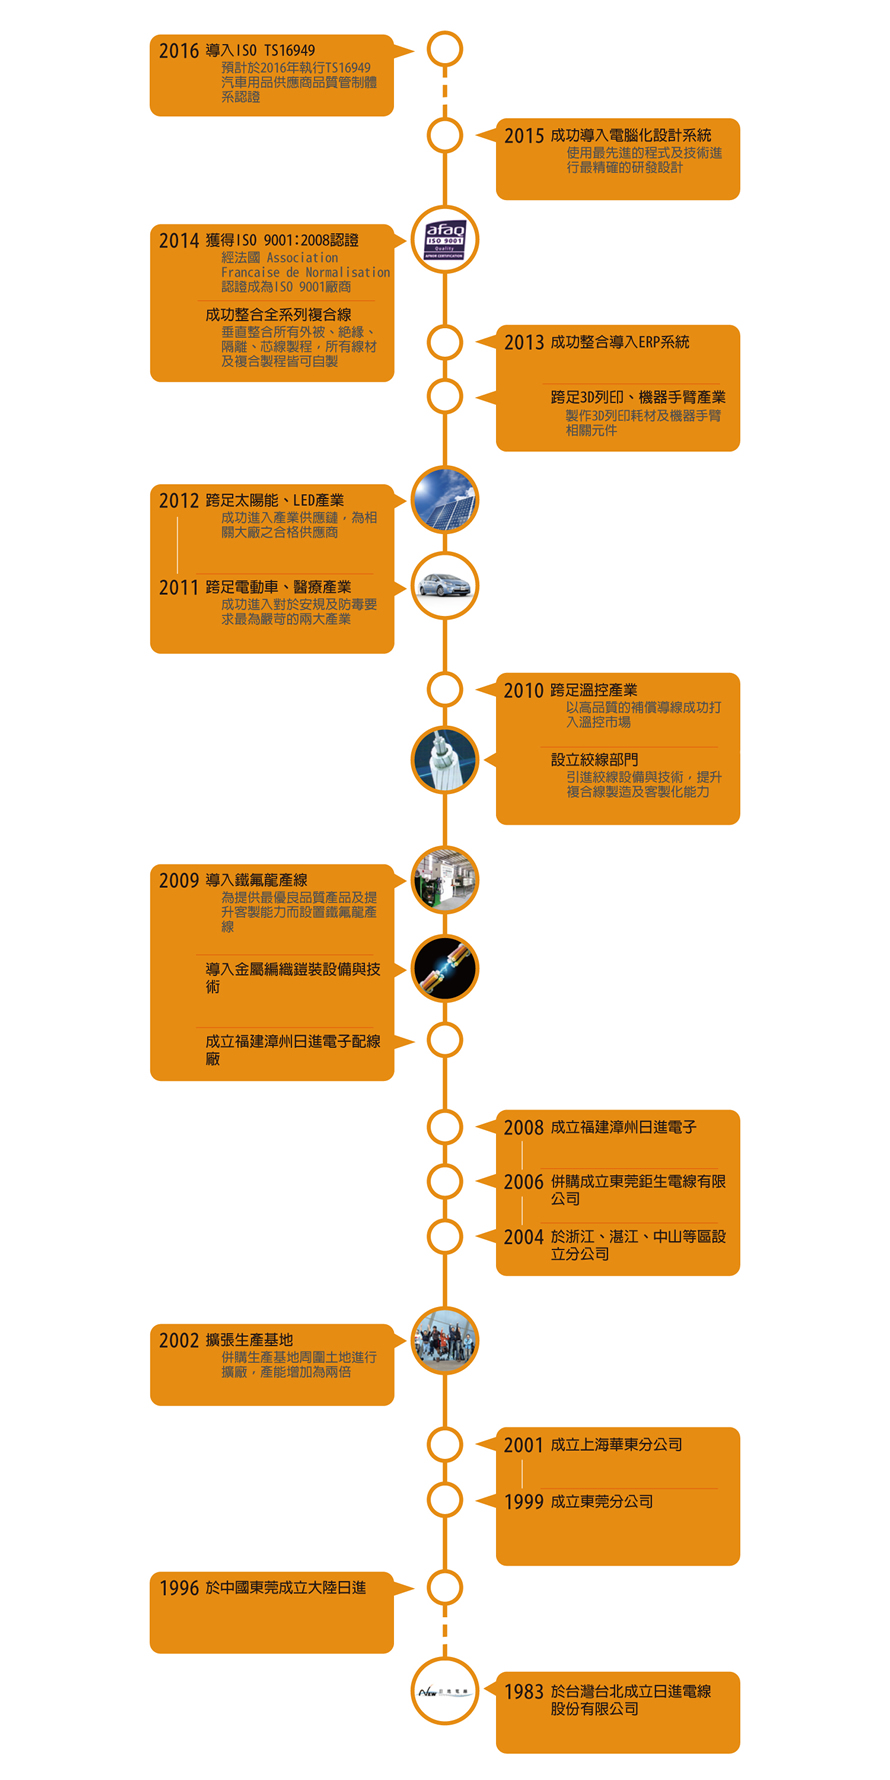 2016 導入ISO TS16949
預計於2016年執行TS16949
汽車用品供應商品質管制體
系認證
2015 成功導入電腦化設計系統
使用最先進的程式及技術進
行最精確的研發設計
afaq
ISO 9001
Quality
AFNOR CERTIFICATION
2014 獲得ISO 9001:2008認證
經法國 Association
Francaise de Normalisation
認證成為ISO 9001廠商
成功整合全系列複合線
垂直整合所有外被、絕緣、
隔離、芯線製程，所有線材
及複合製程皆可自製
2013 成功整合導入ERP系統
跨足3D列印、機器手臂產業
製作3D列印耗材及機器手臂
相關元件
2012 跨足太陽能、LED產業
成功進入產業供應鏈，為相
關大廠之合格供應商
2011 跨足電動車、醫療產業
成功進入對於安規及防毒要
求最為嚴苛的兩大產業
2010 跨足溫控產業
以高品質的補償導線成功打
入溫控市場
設立絞線部門
引進絞線設備與技術，提升
複合線製造及客製化能力
2009 導入鐵氟龍產線
為提供最優良品質產品及提
升客製能力而設置鐵氟龍產
線
導入金屬編織鎧裝設備與技
術
成立福建漳州日進電子配線
廠
2008 成立福建漳州日進電子
2006 併購成立東莞鉅生電線有限
公司
2004 於浙江、湛江、中山等區設
立分公司
2002 擴張生產基地
併購生產基地周圍土地進行
擴廠，產能增加為兩倍
2001 成立上海華東分公司
1999 成立東莞分公司
1996 於中國東莞成立大陸日進
NEW 日進電線
1983 於台灣台北成立日進電線
股份有限公司